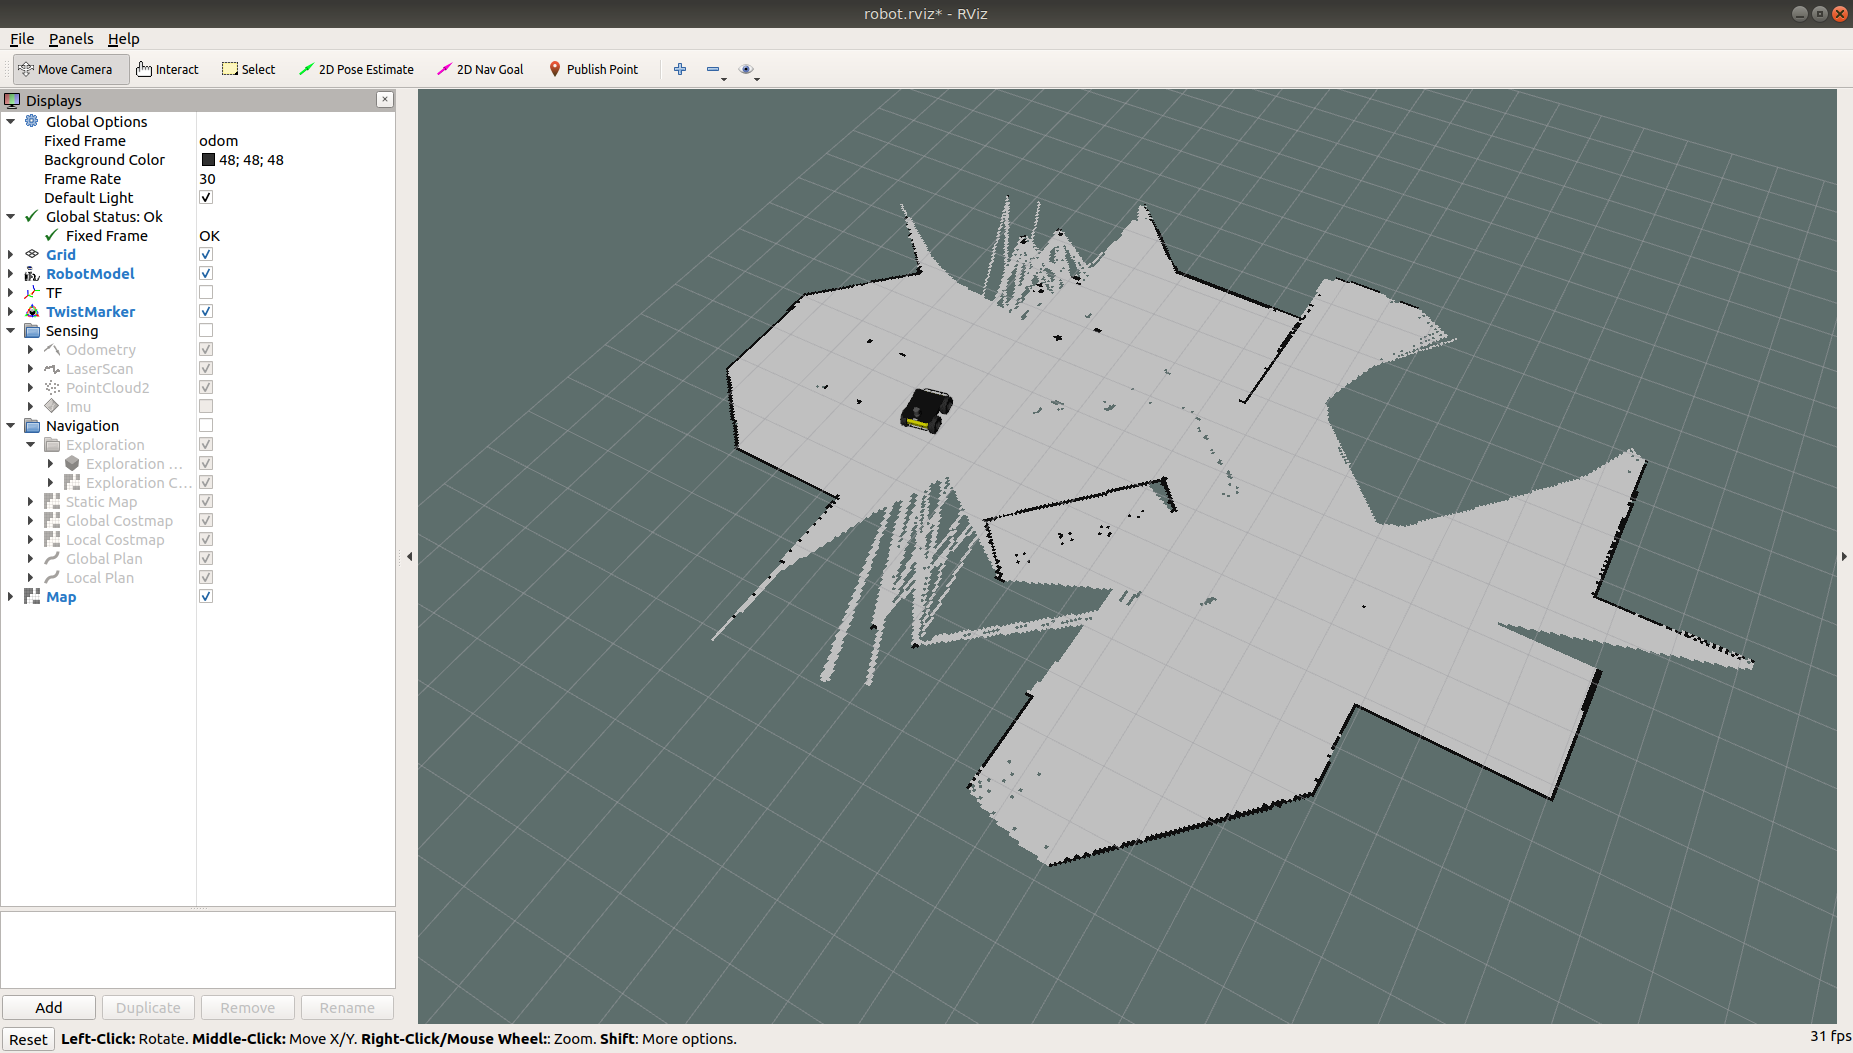 robot.rviz* - RViz
File Panels Help
Move Camera Interact Select 2D Pose Estimate 2D Nav Goal Publish Point
Displays
Global Options
Fixed Frame odom
Background Color 48; 48; 48
Frame Rate 30
Default Light
Global Status: Ok
Fixed Frame OK
Grid
RobotModel
TF
TwistMarker
Sensing
Odometry
LaserScan
PointCloud2
Imu
Navigation
Exploration
Exploration ...
Exploration C...
Static Map
Global Costmap
Local Costmap
Global Plan
Local Plan
Map
Add Duplicate Remove Rename
Reset Left-Click: Rotate. Middle-Click: Move X/Y. Right-Click/Mouse Wheel:: Zoom. Shift: More options. 31 fps